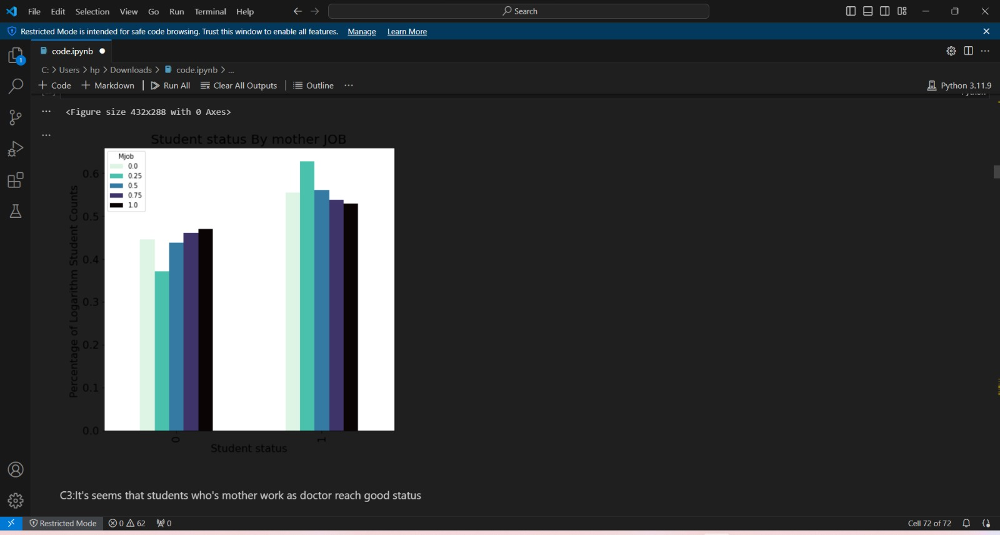 File Edit Selection View Go Run Terminal Help
Search
Restricted Mode is intended for safe code browsing. Trust this window to enable all features. Manage Learn More
1
code.ipynb
C: > Users > hp > Downloads > code.ipynb > ...
+ Code + Markdown Run All Clear All Outputs Outline ...
Python 3.11.9
<Figure size 432x288 with 0 Axes>
Student status By mother JOB
Mjob
0.0
0.25
0.5
0.75
1.0
Percentage of Logarithm Student Counts
0.6
0.5
0.4
0.3
0.2
0.1
0.0
0 1
Student status
C3:It's seems that students who's mother work as doctor reach good status
Restricted Mode 0 62 0
Cell 72 of 72